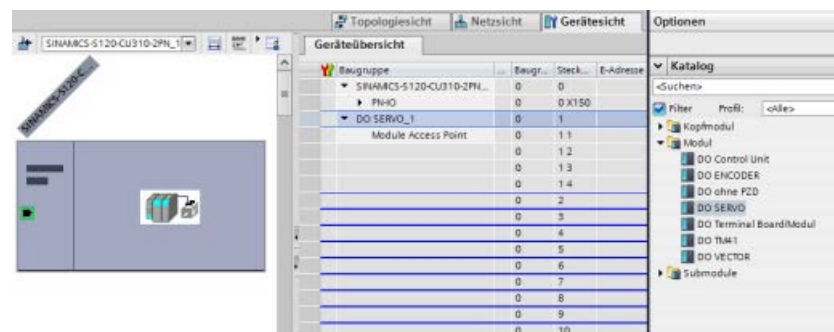 Topologiesicht Netzsicht Gerätesicht Optionen
SINAMICS-S120-CU310-2PN_1 Geräteübersicht
SINAMICS-S120-C...
Baugruppe ... Baugr... Steck... E-Adresse
SINAMICS-S120-CU310-2PN... 0 0
PN-IO 0 0 X150
DO SERVO_1 0 1
Module Access Point 0 1 1
0 1 2
0 1 3
0 1 4
0 2
0 3
0 4
0 5
0 6
0 7
0 8
0 9
0 10
Katalog
<Suchen>
Filter Profil: <Alle>
Kopfmodul
Modul
DO Control Unit
DO ENCODER
DO ohne PZD
DO SERVO
DO Terminal Board/Modul
DO TM41
DO VECTOR
Submodule